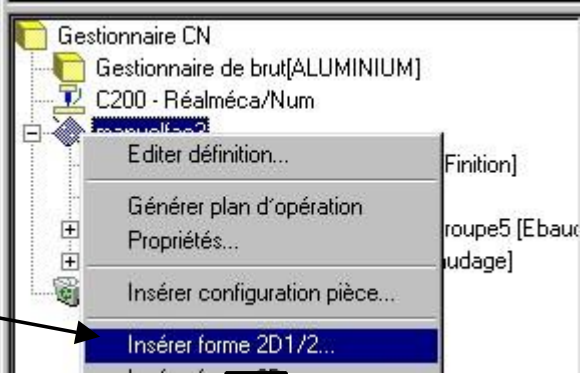 Gestionnaire CN
Gestionnaire de brut[ALUMINIUM]
C200 - Réalméca/Num
Editer définition...
Finition]
Générer plan d'opération
roupe5 [Ebau
Propriétés...
udage]
Insérer configuration pièce...
Insérer forme 2D1/2...